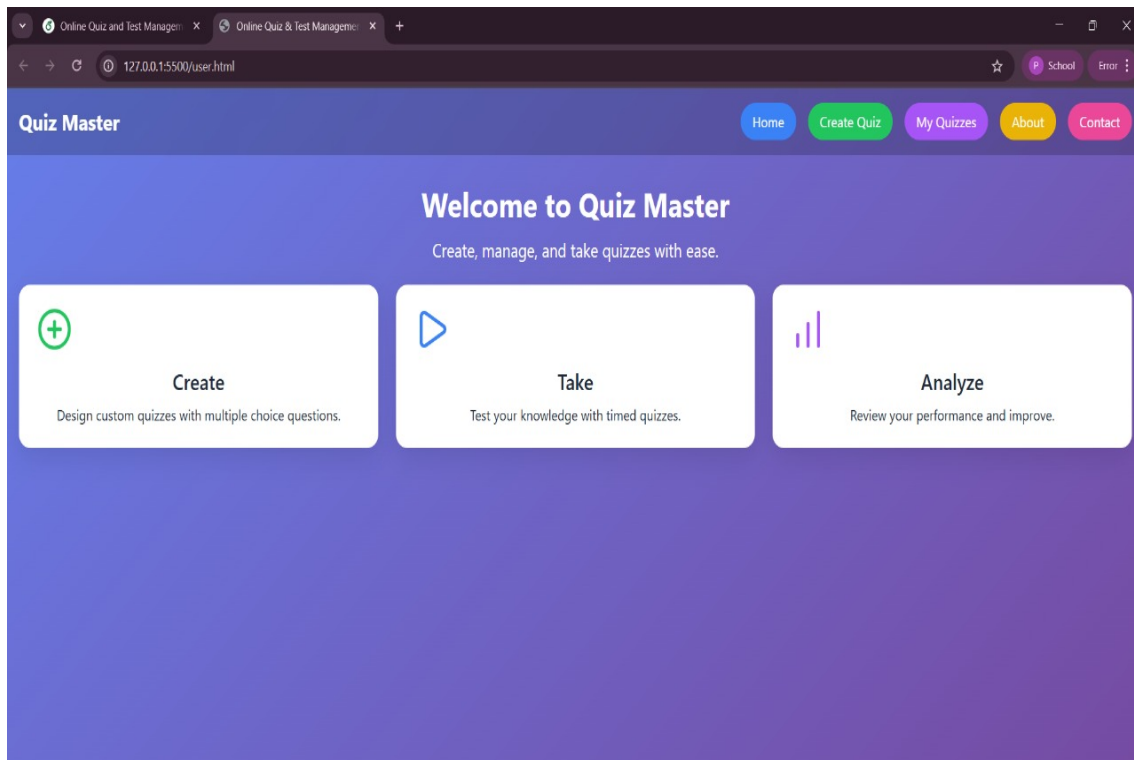 Online Quiz and Test Managem
Online Quiz & Test Managemer
127.0.0.1:5500/user.html
P School Error
Quiz Master
Home Create Quiz My Quizzes About Contact
Welcome to Quiz Master
Create, manage, and take quizzes with ease.
Create
Design custom quizzes with multiple choice questions.
Take
Test your knowledge with timed quizzes.
Analyze
Review your performance and improve.